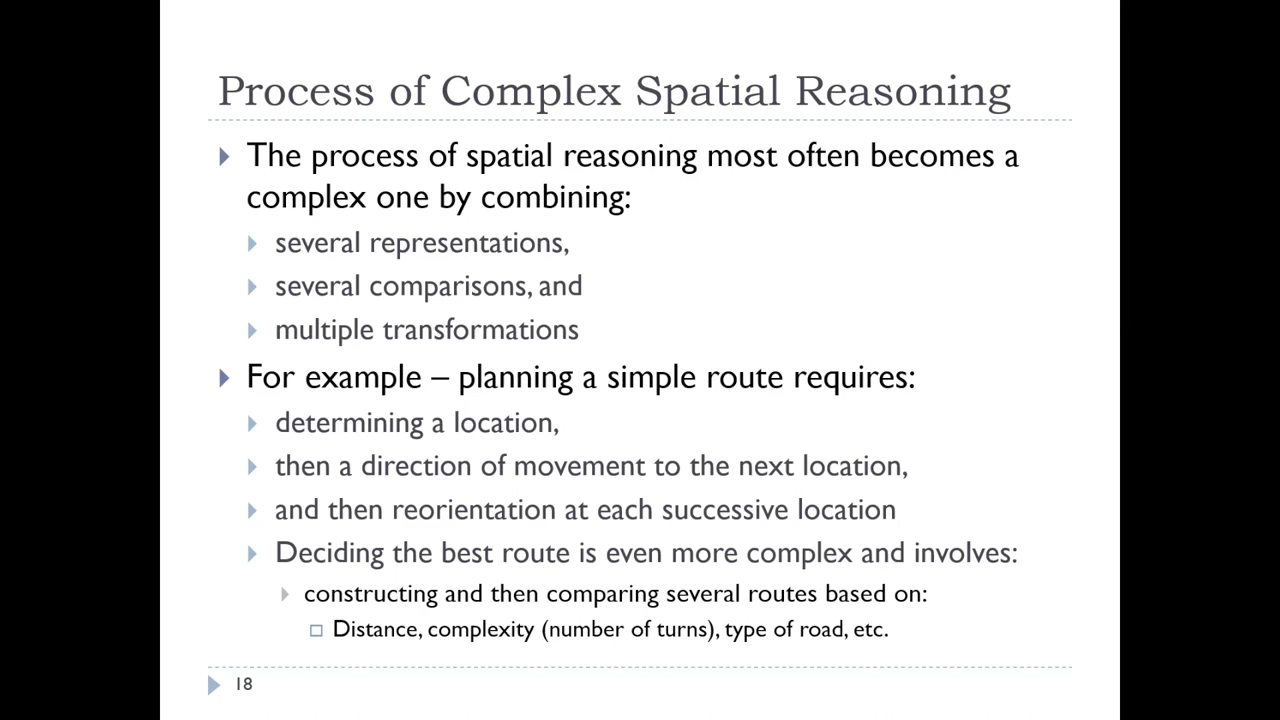 Process of Complex Spatial Reasoning
The process of spatial reasoning most often becomes a
complex one by combining:
several representations,
several comparisons, and
multiple transformations
For example – planning a simple route requires:
determining a location,
then a direction of movement to the next location,
and then reorientation at each successive location
Deciding the best route is even more complex and involves:
constructing and then comparing several routes based on:
Distance, complexity (number of turns), type of road, etc.
18